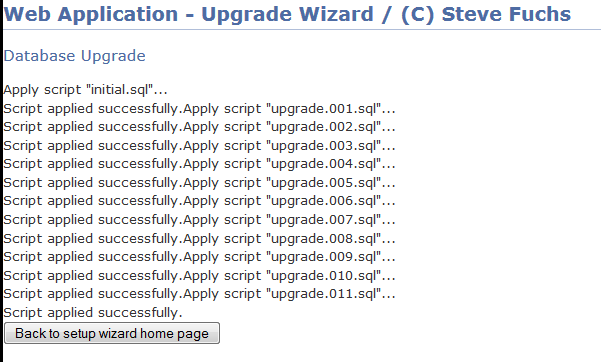 Web Application - Upgrade Wizard / (C) Steve Fuchs
Database Upgrade
Apply script "initial.sql"...
Script applied successfully.Apply script "upgrade.001.sql"...
Script applied successfully.Apply script "upgrade.002.sql"...
Script applied successfully.Apply script "upgrade.003.sql"...
Script applied successfully.Apply script "upgrade.004.sql"...
Script applied successfully.Apply script "upgrade.005.sql"...
Script applied successfully.Apply script "upgrade.006.sql"...
Script applied successfully.Apply script "upgrade.007.sql"...
Script applied successfully.Apply script "upgrade.008.sql"...
Script applied successfully.Apply script "upgrade.009.sql"...
Script applied successfully.Apply script "upgrade.010.sql"...
Script applied successfully.Apply script "upgrade.011.sql"...
Script applied successfully.
Back to setup wizard home page